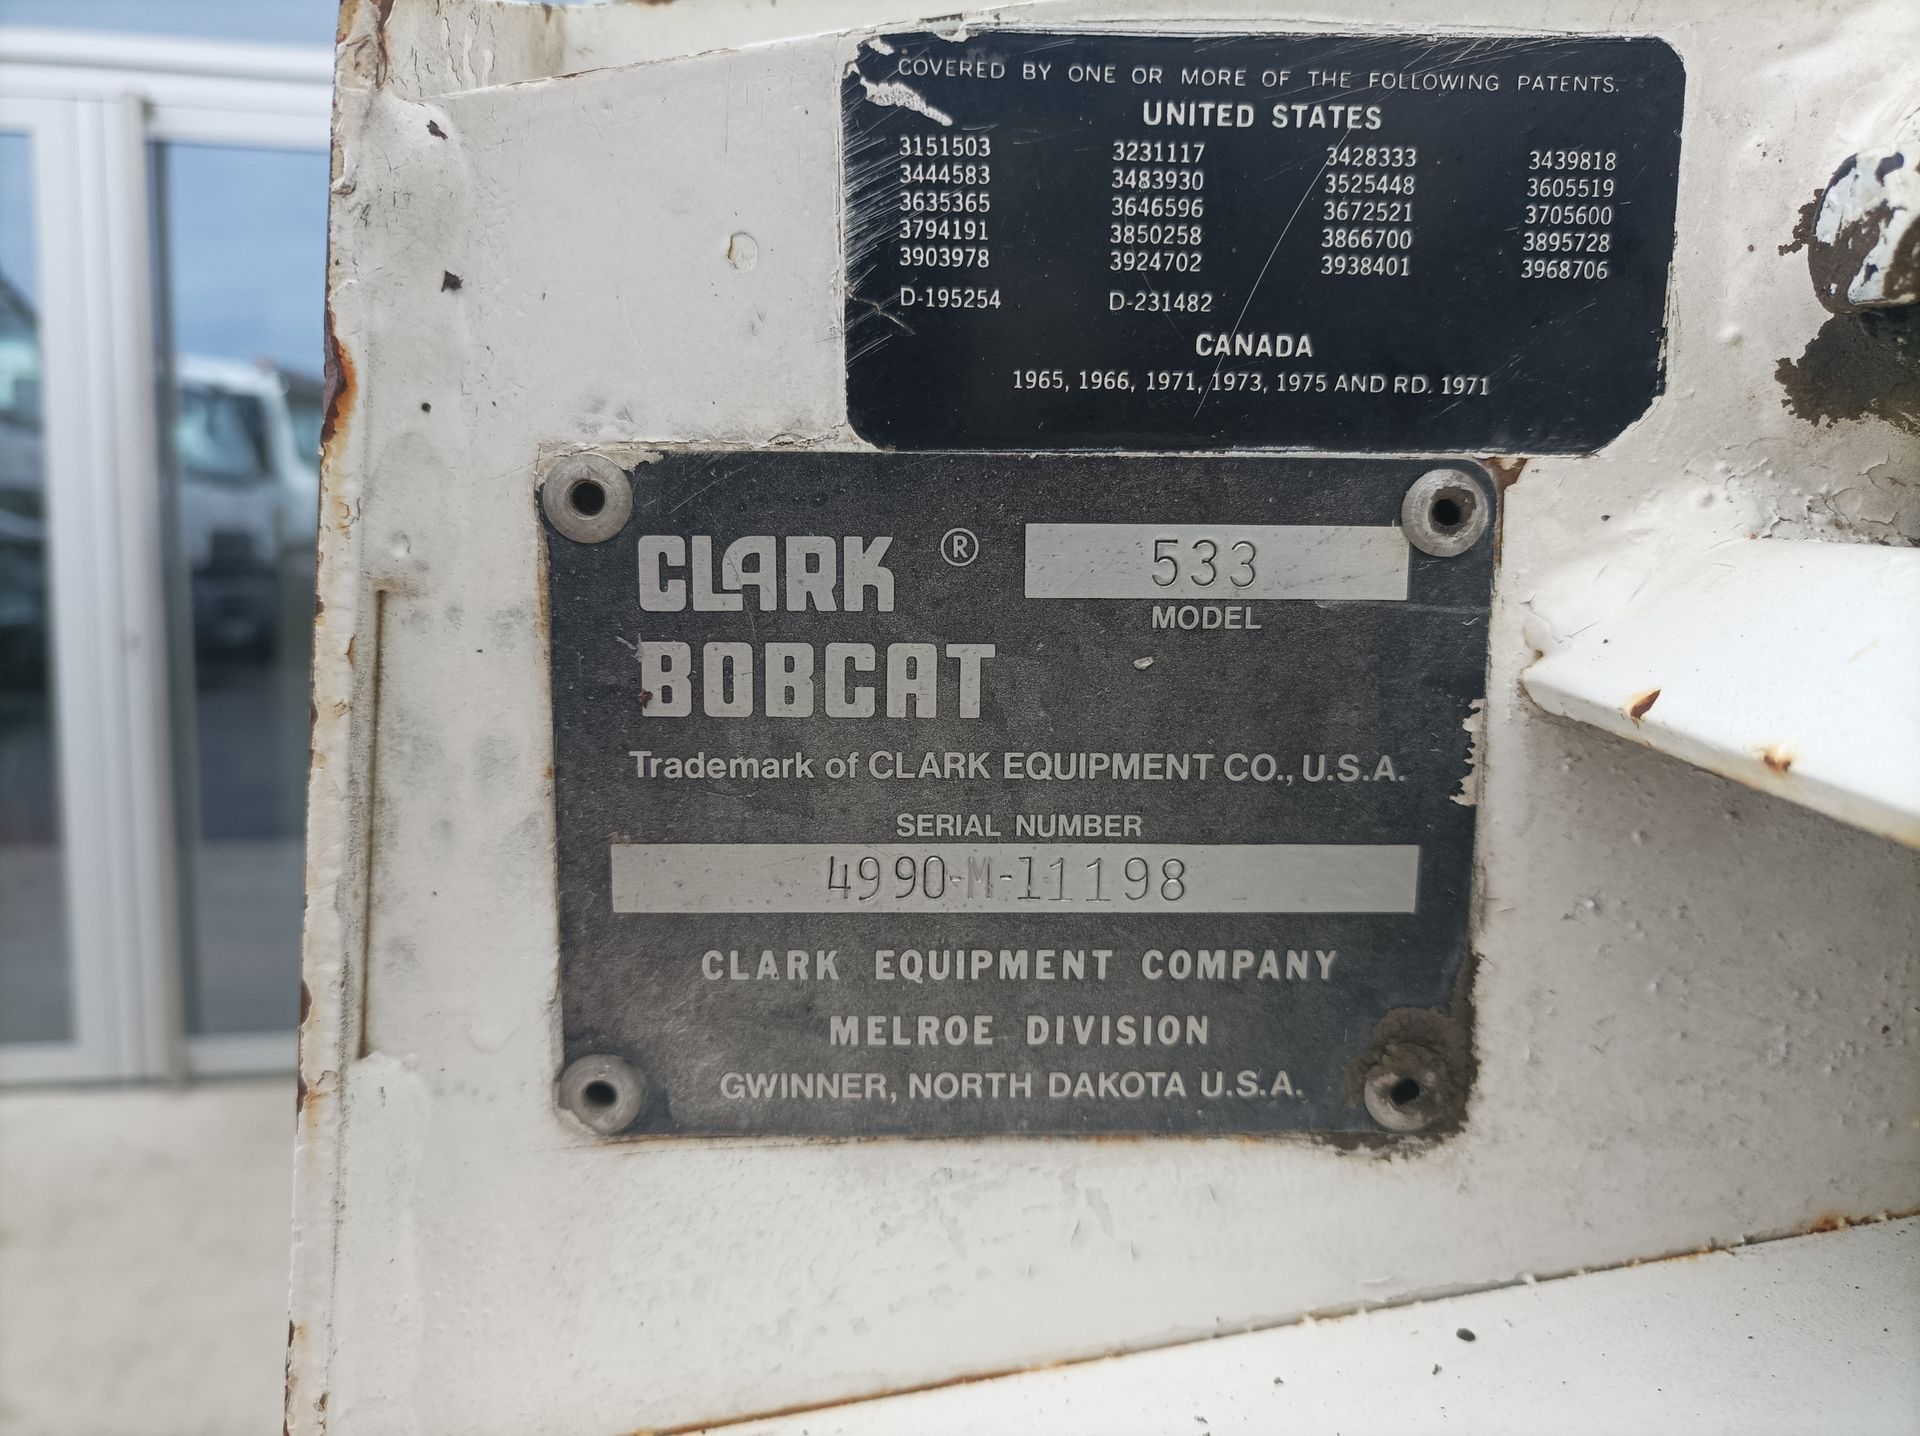 COVERED BY ONE OR MORE OF THE FOLLOWING PATENTS.
UNITED STATES
3151503 3231117 3428333 3439818
3444583 3483930 3525448 3605519
3635365 3646596 3672521 3705600
3794191 3850258 3866700 3895728
3903978 3924702 3938401 3968706
D-195254 D-231482
CANADA
1965, 1966, 1971, 1973, 1975 AND RD. 1971
CLARK ® 533
MODEL
BOBCAT
Trademark of CLARK EQUIPMENT CO., U.S.A.
SERIAL NUMBER
4990-M-11198
CLARK EQUIPMENT COMPANY
MELROE DIVISION
GWINNER, NORTH DAKOTA U.S.A.